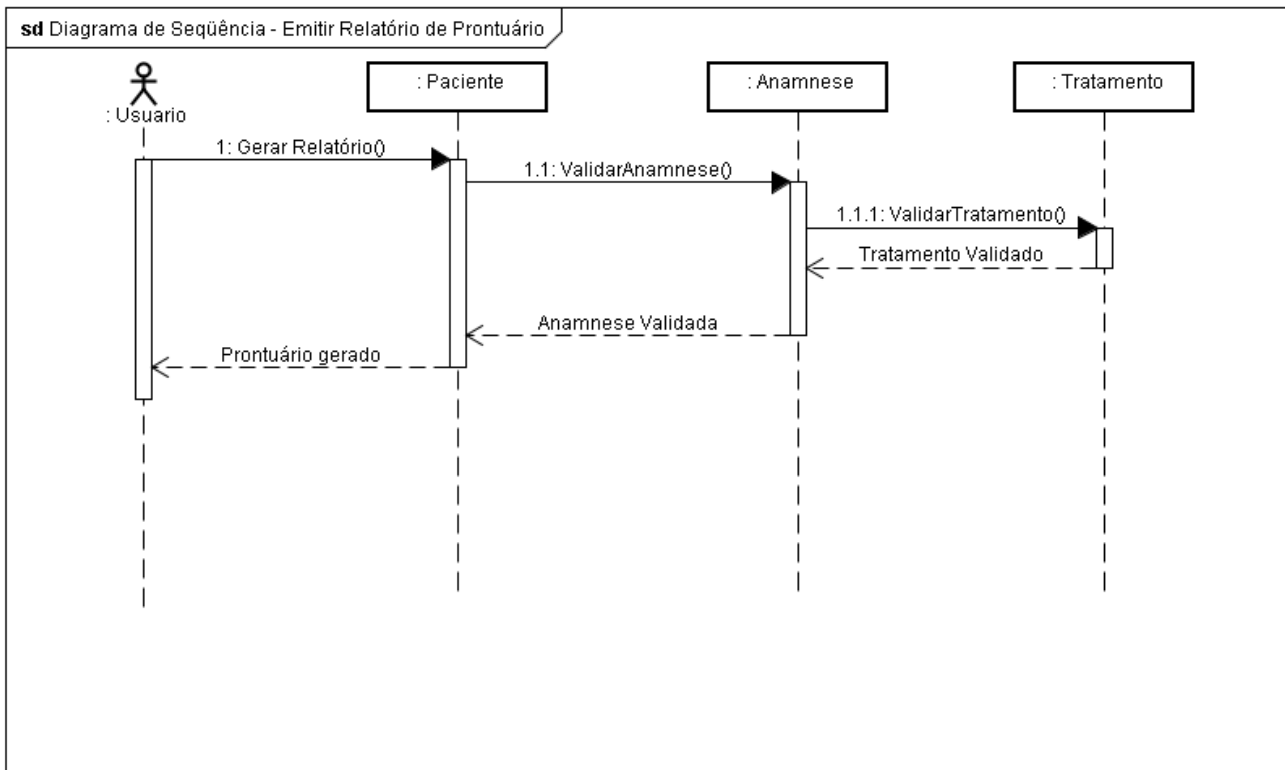 sd Diagrama de Seqüência - Emitir Relatório de Prontuário
: Usuario
: Paciente
: Anamnese
: Tratamento
1: Gerar Relatório()
1.1: ValidarAnamnese()
1.1.1: ValidarTratamento()
Tratamento Validado
Anamnese Validada
Prontuário gerado